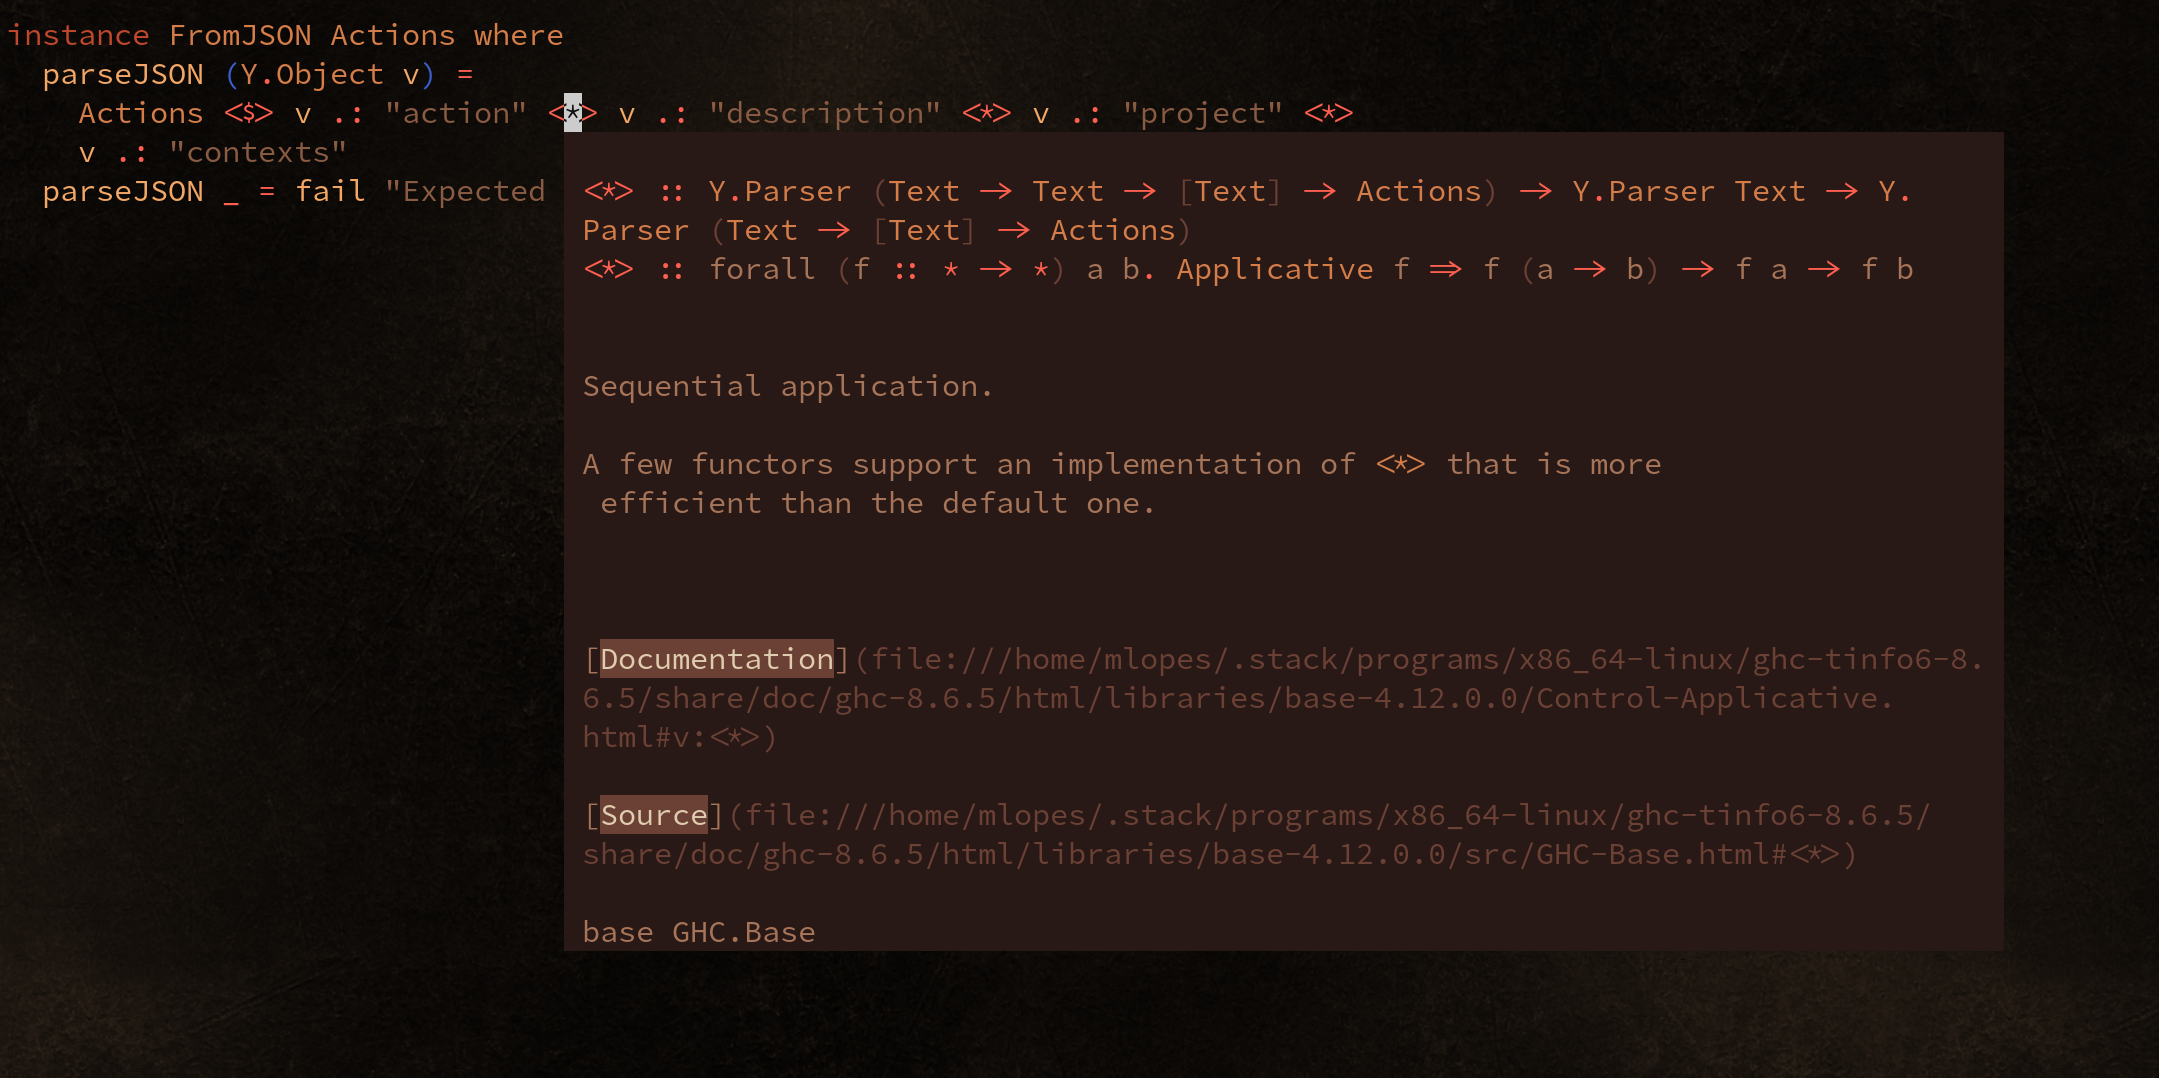 instance FromJSON Actions where
parseJSON (Y.Object v) =
Actions <$> v .: "action" <*> v .: "description" <*> v .: "project" <*>
v .: "contexts"
parseJSON _ = fail "Expected
<*> :: Y.Parser (Text → Text → [Text] → Actions) → Y.Parser Text → Y.
Parser (Text → [Text] → Actions)
<*> :: forall (f :: * → *) a b. Applicative f ⇒ f (a → b) → f a → f b
Sequential application.
A few functors support an implementation of <*> that is more
efficient than the default one.
[Documentation](file:///home/mlopes/.stack/programs/x86_64-linux/ghc-tinfo6-8.
6.5/share/doc/ghc-8.6.5/html/libraries/base-4.12.0.0/Control-Applicative.
html#v:<*>)
[Source](file:///home/mlopes/.stack/programs/x86_64-linux/ghc-tinfo6-8.6.5/
share/doc/ghc-8.6.5/html/libraries/base-4.12.0.0/src/GHC-Base.html#<*>)
base GHC.Base